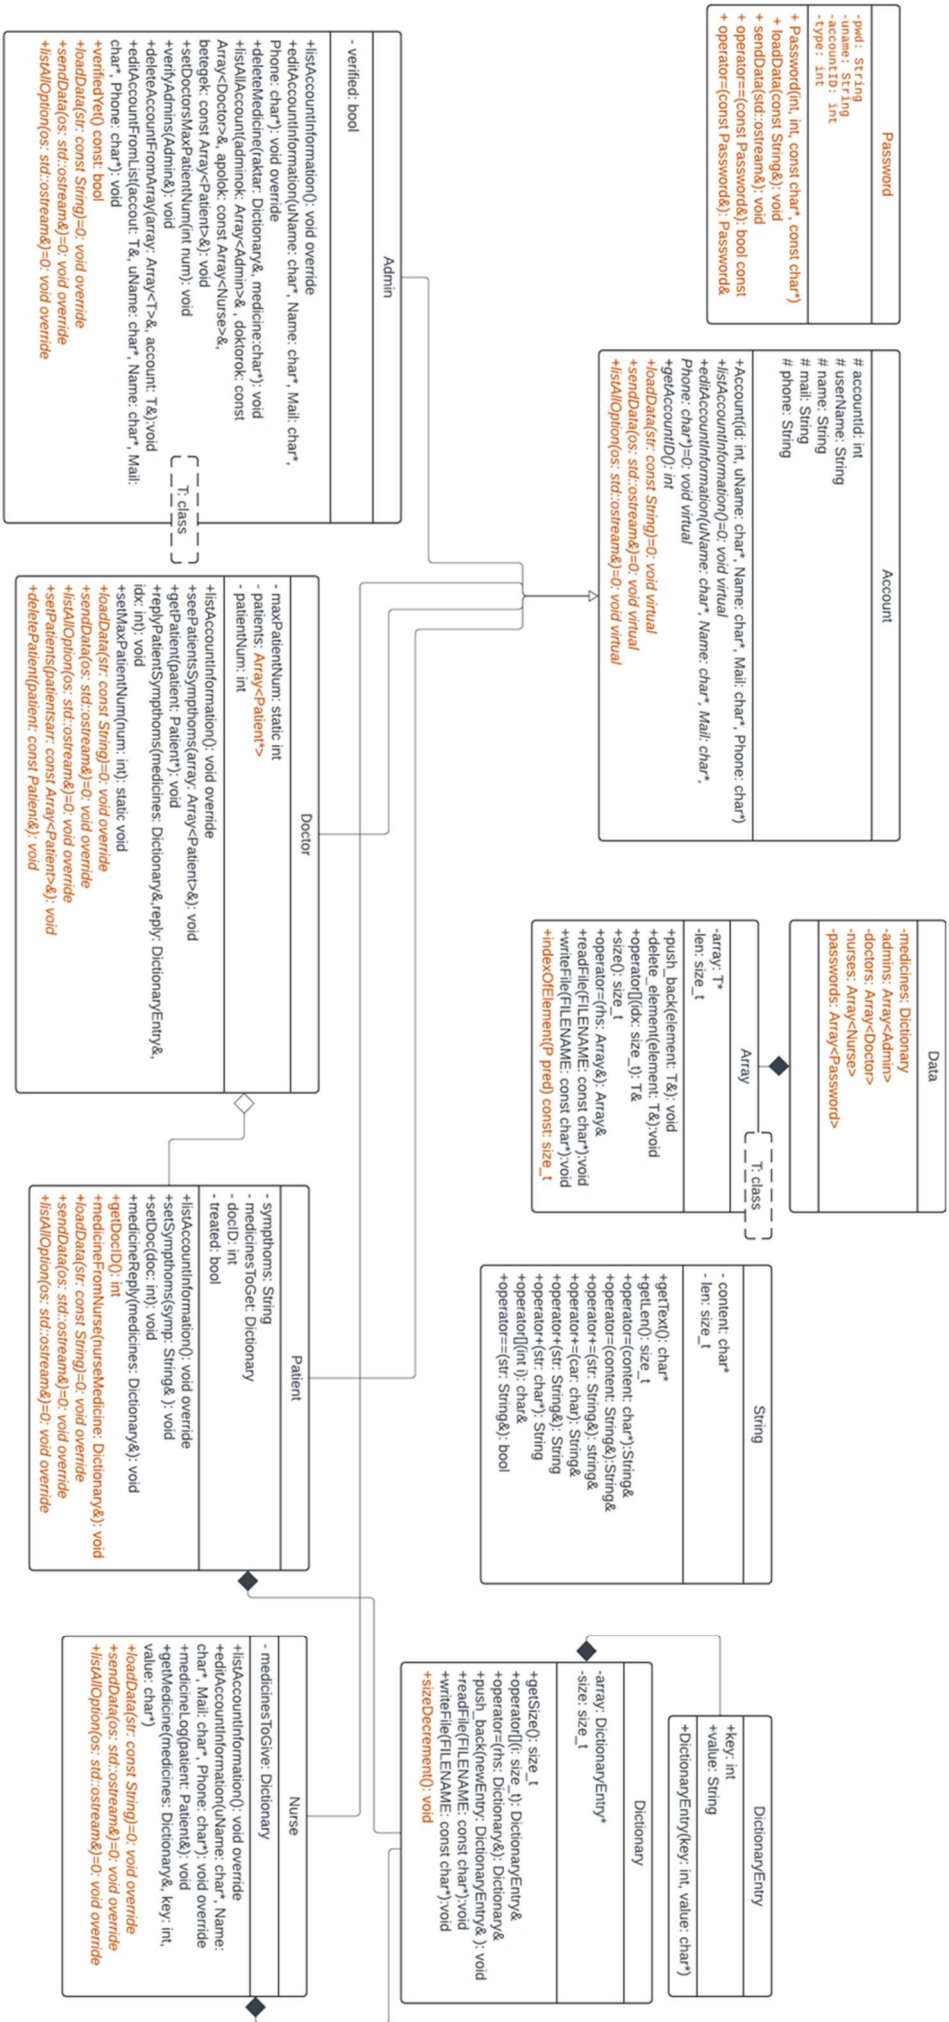 Password
-pwd: String
-uname: String
-accountID: int
-type: int
+ Password(int, int, const char*, const char*)
+ loadData(const String&): void
+ sendData(std::ostream&): void
+ operator==(const Password&): bool const
+ operator=(const Password&): Password&
Account
# accountId: int
# userName: String
# name: String
# mail: String
# phone: String
+Account(id: int, uName: char*, Name: char*, Mail: char*, Phone: char*)
+listAccountInformation()=0: void virtual
+editAccountInformation(uName: char*, Name: char*, Mail: char*,
Phone: char*)=0: void virtual
+getAccountID(): int
+loadData(str: const String)=0: void virtual
+sendData(os: std::ostream&)=0: void virtual
+listAllOption(os: std::ostream&)=0: void virtual
Data
-medicines: Dictionary
-admins: Array<Admin>
-doctors: Array<Doctor>
-nurses: Array<Nurse>
-passwords: Array<Password>
T: class
Array
-array: T*
-len: size_t
+push_back(element: T&): void
+delete_element(element: T&):void
+operator[](idx: size_t): T&
+size(): size_t
+operator=(rhs: Array&): Array&
+readFile(FILENAME: const char*):void
+writeFile(FILENAME: const char*):void
+indexOfElement(P pred) const: size_t
String
- content: char*
- len: size_t
+getText(): char*
+getLen(): size_t
+operator=(content: char*):String&
+operator=(content: String&):String&
+operator+=(str: String&): string&
+operator+=(car: char): String&
+operator+(str: String&): String
+operator+(str: char*): String
+operator[](int i): char&
+operator==(str: String&): bool
DictionaryEntry
+key: int
+value: String
+DictionaryEntry(key: int, value: char*)
Dictionary
-array: DictionaryEntry*
-size: size_t
+getSize(): size_t
+operator[](i: size_t): DictionaryEntry&
+operator=(rhs: Dictionary&): Dictionary&
+push_back(newEntry: DictionaryEntry& ): void
+readFile(FILENAME: const char*):void
+writeFile(FILENAME: const char*):void
+sizeDecrement(): void
Admin
- verified: bool
+listAccountInformation(): void override
+editAccountInformation(uName: char*, Name: char*, Mail: char*,
Phone: char*): void override
+deleteMedicine(raktar: Dictionary&, medicine:char*): void
+listAllAccount(adminok: Array<Admin>& , doktorok: const
Array<Doctor>&, apolok: const Array<Nurse>&,
betegek: const Array<Patient>&): void
+setDoctorsMaxPatientNum(int num): void
+verifyAdmins(Admin&): void
+deleteAccountFromArray(array: Array<T>&, account: T&):void
+editAccountFromList(accout: T&, uName: char*, Name: char*, Mail:
char*, Phone: char*): void
+verifiedYet() const: bool
+loadData(str: const String)=0: void override
+sendData(os: std::ostream&)=0: void override
+listAllOption(os: std::ostream&)=0: void override
T: class
Doctor
- maxPatientNum: static int
- patients: Array<Patient*>
- patientNum: int
+listAccountInformation(): void override
+seePatientsSympthoms(array: Array<Patient>&): void
+getPatient(patient: Patient*): void
+replyPatientSympthoms(medicines: Dictionary&,reply: DictionaryEntry&,
idx: int): void
+setMaxPatientNum(num: int): static void
+loadData(str: const String)=0: void override
+sendData(os: std::ostream&)=0: void override
+listAllOption(os: std::ostream&)=0: void override
+setPatients(patientsarr: const Array<Patient>&): void
+deletePatient(patient: const Patient&): void
Patient
- sympthoms: String
- medicinesToGet: Dictionary
- docID: int
- treated: bool
+listAccountInformation(): void override
+setSympthoms(symp: String& ): void
+setDoc(doc: int): void
+medicineReply(medicines: Dictionary&): void
+getDocID(): int
+medicineFromNurse(nurseMedicine: Dictionary&): void
+loadData(str: const String)=0: void override
+sendData(os: std::ostream&)=0: void override
+listAllOption(os: std::ostream&)=0: void override
Nurse
- medicinesToGive: Dictionary
+listAccountInformation(): void override
+editAccountInformation(uName: char*, Name:
char*, Mail: char*, Phone: char*): void override
+medicineLog(patient: Patient&): void
+getMedicine(medicines: Dictionary&, key: int,
value: char*)
+loadData(str: const String)=0: void override
+sendData(os: std::ostream&)=0: void override
+listAllOption(os: std::ostream&)=0: void override